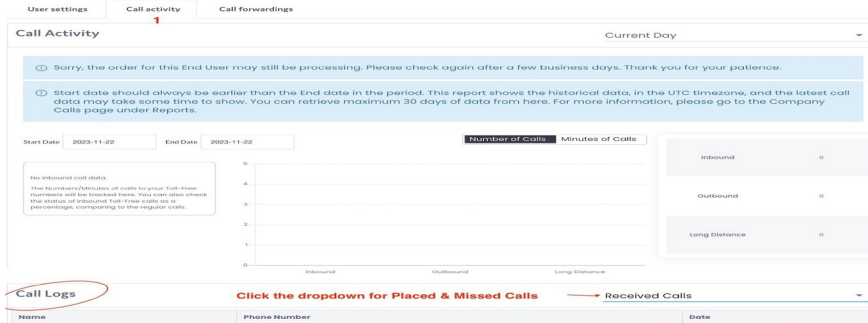 User settings Call activity Call forwardings
1
Call Activity Current Day
Sorry, the order for this End User may still be processing. Please check again after a few business days. Thank you for your patience.
Start date should always be earlier than the End date in the period. This report shows the historical data, in the UTC timezone, and the latest call
data may take some time to show. You can retrieve maximum 30 days of data from here. For more information, please go to the Company
Calls page under Reports.
Start Date 2023-11-22 End Date 2023-11-22 Number of Calls Minutes of Calls
No inbound call data.
The Numbers/Minutes of calls to your Toll-Free
numbers will be tracked here. You can also check
the status of inbound Toll-Free calls as a
percentage, comparing to the regular calls.
5
4
3
2
1
0
Inbound Outbound Long Distance
Inbound 0
Outbound 0
Long Distance 0
Call Logs Click the dropdown for Placed & Missed Calls Received Calls
Name Phone Number Date